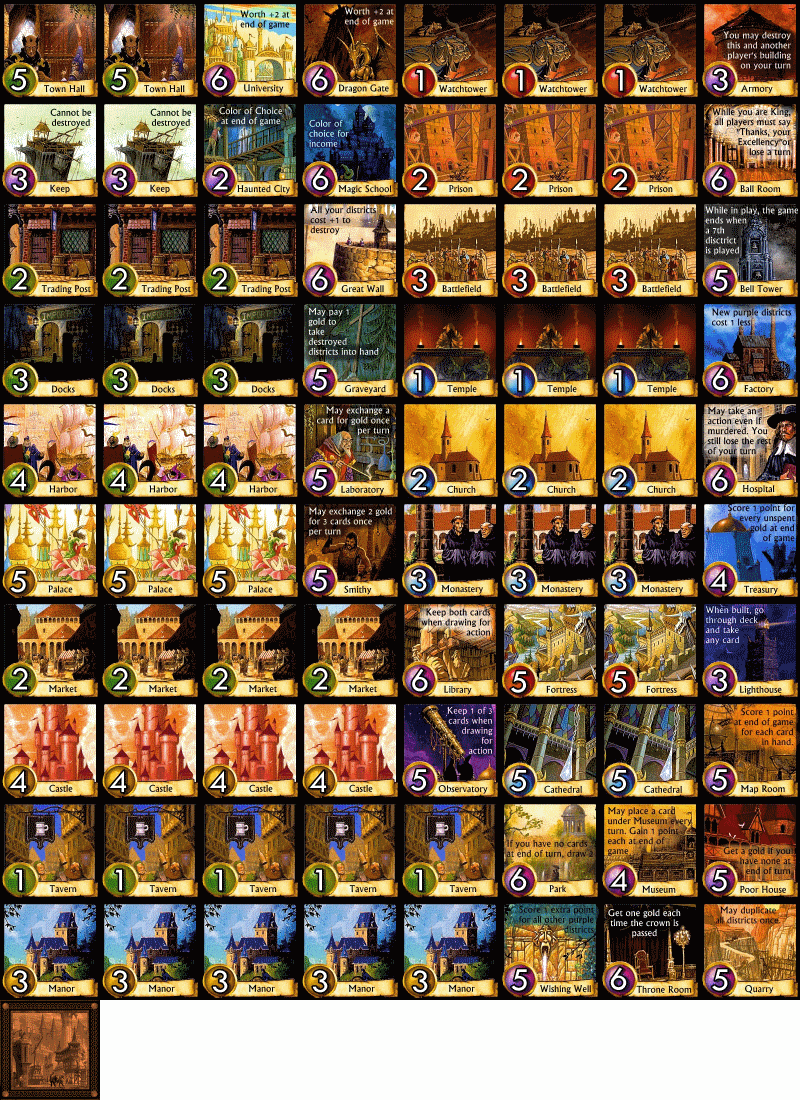 5 Town Hall
5 Town Hall
Worth +2 at
end of game
6 University
Worth +2 at
end of game
6 Dragon Gate
1 Watchtower
1 Watchtower
1 Watchtower
You may destroy
this and another
player's building
on your turn
3 Armory
Cannot be
destroyed
3 Keep
Cannot be
destroyed
3 Keep
Color of Choice
at end of game
2 Haunted City
Color of
choice for
income
6 Magic School
2 Prison
2 Prison
2 Prison
While you are King,
all players must say
"Thanks, your
Excellency"or
lose a turn
6 Ball Room
2 Trading Post
2 Trading Post
2 Trading Post
All your districts
cost +1 to
destroy
6 Great Wall
3 Battlefield
3 Battlefield
3 Battlefield
While in play, the game
ends when
a 7th
disctrict
is played
5 Bell Tower
IMPORT-EXPO
3 Docks
IMPORT-EXPO
3 Docks
IMPORT-EXPO
3 Docks
May pay 1
gold to
take
destroyed
districts into hand
5 Graveyard
1 Temple
1 Temple
1 Temple
New purple districts
cost 1 less
6 Factory
4 Harbor
4 Harbor
4 Harbor
May exchange a
card for gold once
per turn
5 Laboratory
2 Church
2 Church
2 Church
May take an
action even if
murdered. You
still lose the rest
of your turn
6 Hospital
5 Palace
5 Palace
5 Palace
May exchange 2 gold
for 3 cards once
per turn
5 Smithy
3 Monastery
3 Monastery
3 Monastery
Score 1 point for
every unspent
gold at end
of game
4 Treasury
2 Market
2 Market
2 Market
2 Market
Keep both cards
when drawing for
action
6 Library
5 Fortress
5 Fortress
When built, go
through deck
and take
any card
3 Lighthouse
4 Castle
4 Castle
4 Castle
4 Castle
Keep 1 of 3
cards when
drawing
for
action
5 Observatory
5 Cathedral
5 Cathedral
Score 1 point
at end of game
for each card
in hand.
5 Map Room
1 Tavern
1 Tavern
1 Tavern
1 Tavern
1 Tavern
If you have no cards
at end of turn, draw 2
6 Park
May place a card
under Museum every
turn. Gain 1 point
each at end of
game
4 Museum
Get a gold if you
have none at
end of turn
5 Poor House
3 Manor
3 Manor
3 Manor
3 Manor
3 Manor
Score 1 extra point
for all other purple
districts
5 Wishing Well
Get one gold each
time the crown is
passed
6 Throne Room
May duplicate
all districts once.
5 Quarry